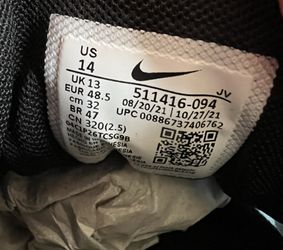 US
14
UK 13
EUR 48.5
cm 32
BR 47
CN 320(2.5)
511416-094
08/20/21 10/27/21
UPC 00886737406762
JV